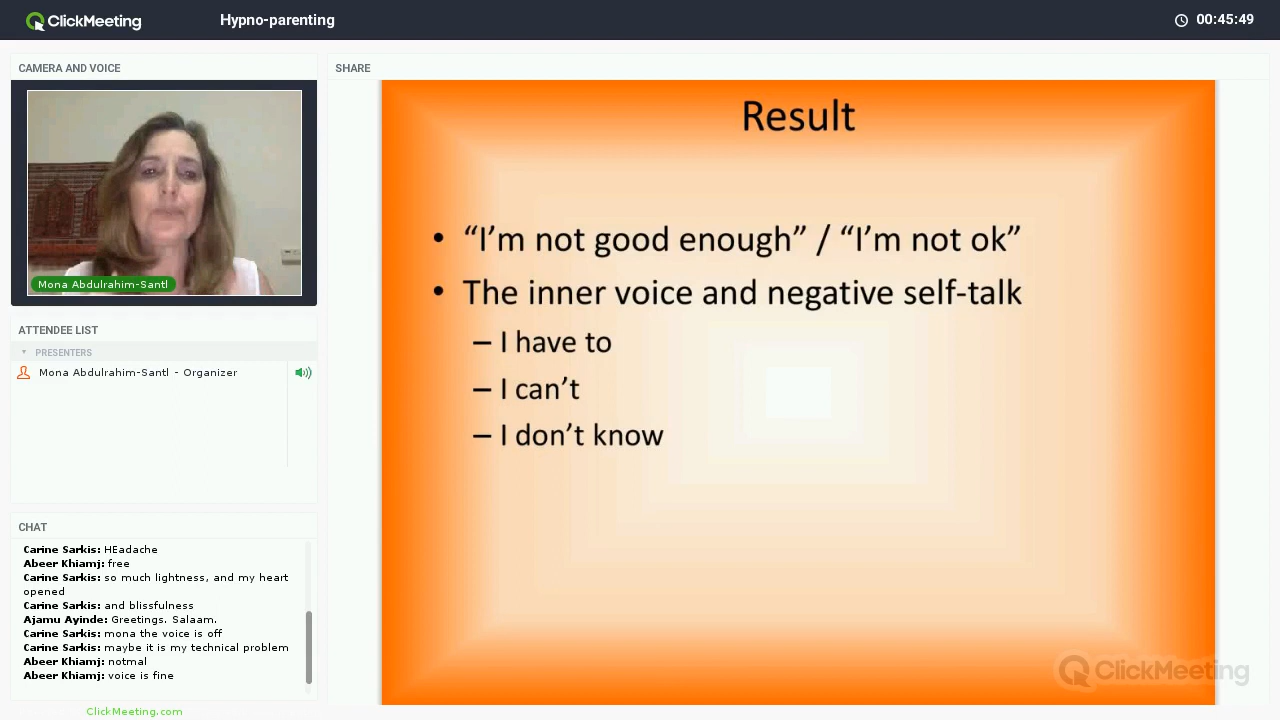 ClickMeeting
Hypno-parenting
00:45:49
CAMERA AND VOICE
Mona Abdulrahim-Santl
ATTENDEE LIST
PRESENTERS
Mona Abdulrahim-Santl - Organizer
CHAT
Carine Sarkis: HEadache
Abeer Khiamj: free
Carine Sarkis: so much lightness, and my heart
opened
Carine Sarkis: and blissfulness
Ajamu Ayinde: Greetings. Salaam.
Carine Sarkis: mona the voice is off
Carine Sarkis: maybe it is my technical problem
Abeer Khiamj: notmal
Abeer Khiamj: voice is fine
ClickMeeting.com
SHARE
Result
• “I’m not good enough” / “I’m not ok”
• The inner voice and negative self-talk
– I have to
– I can’t
– I don’t know
ClickMeeting